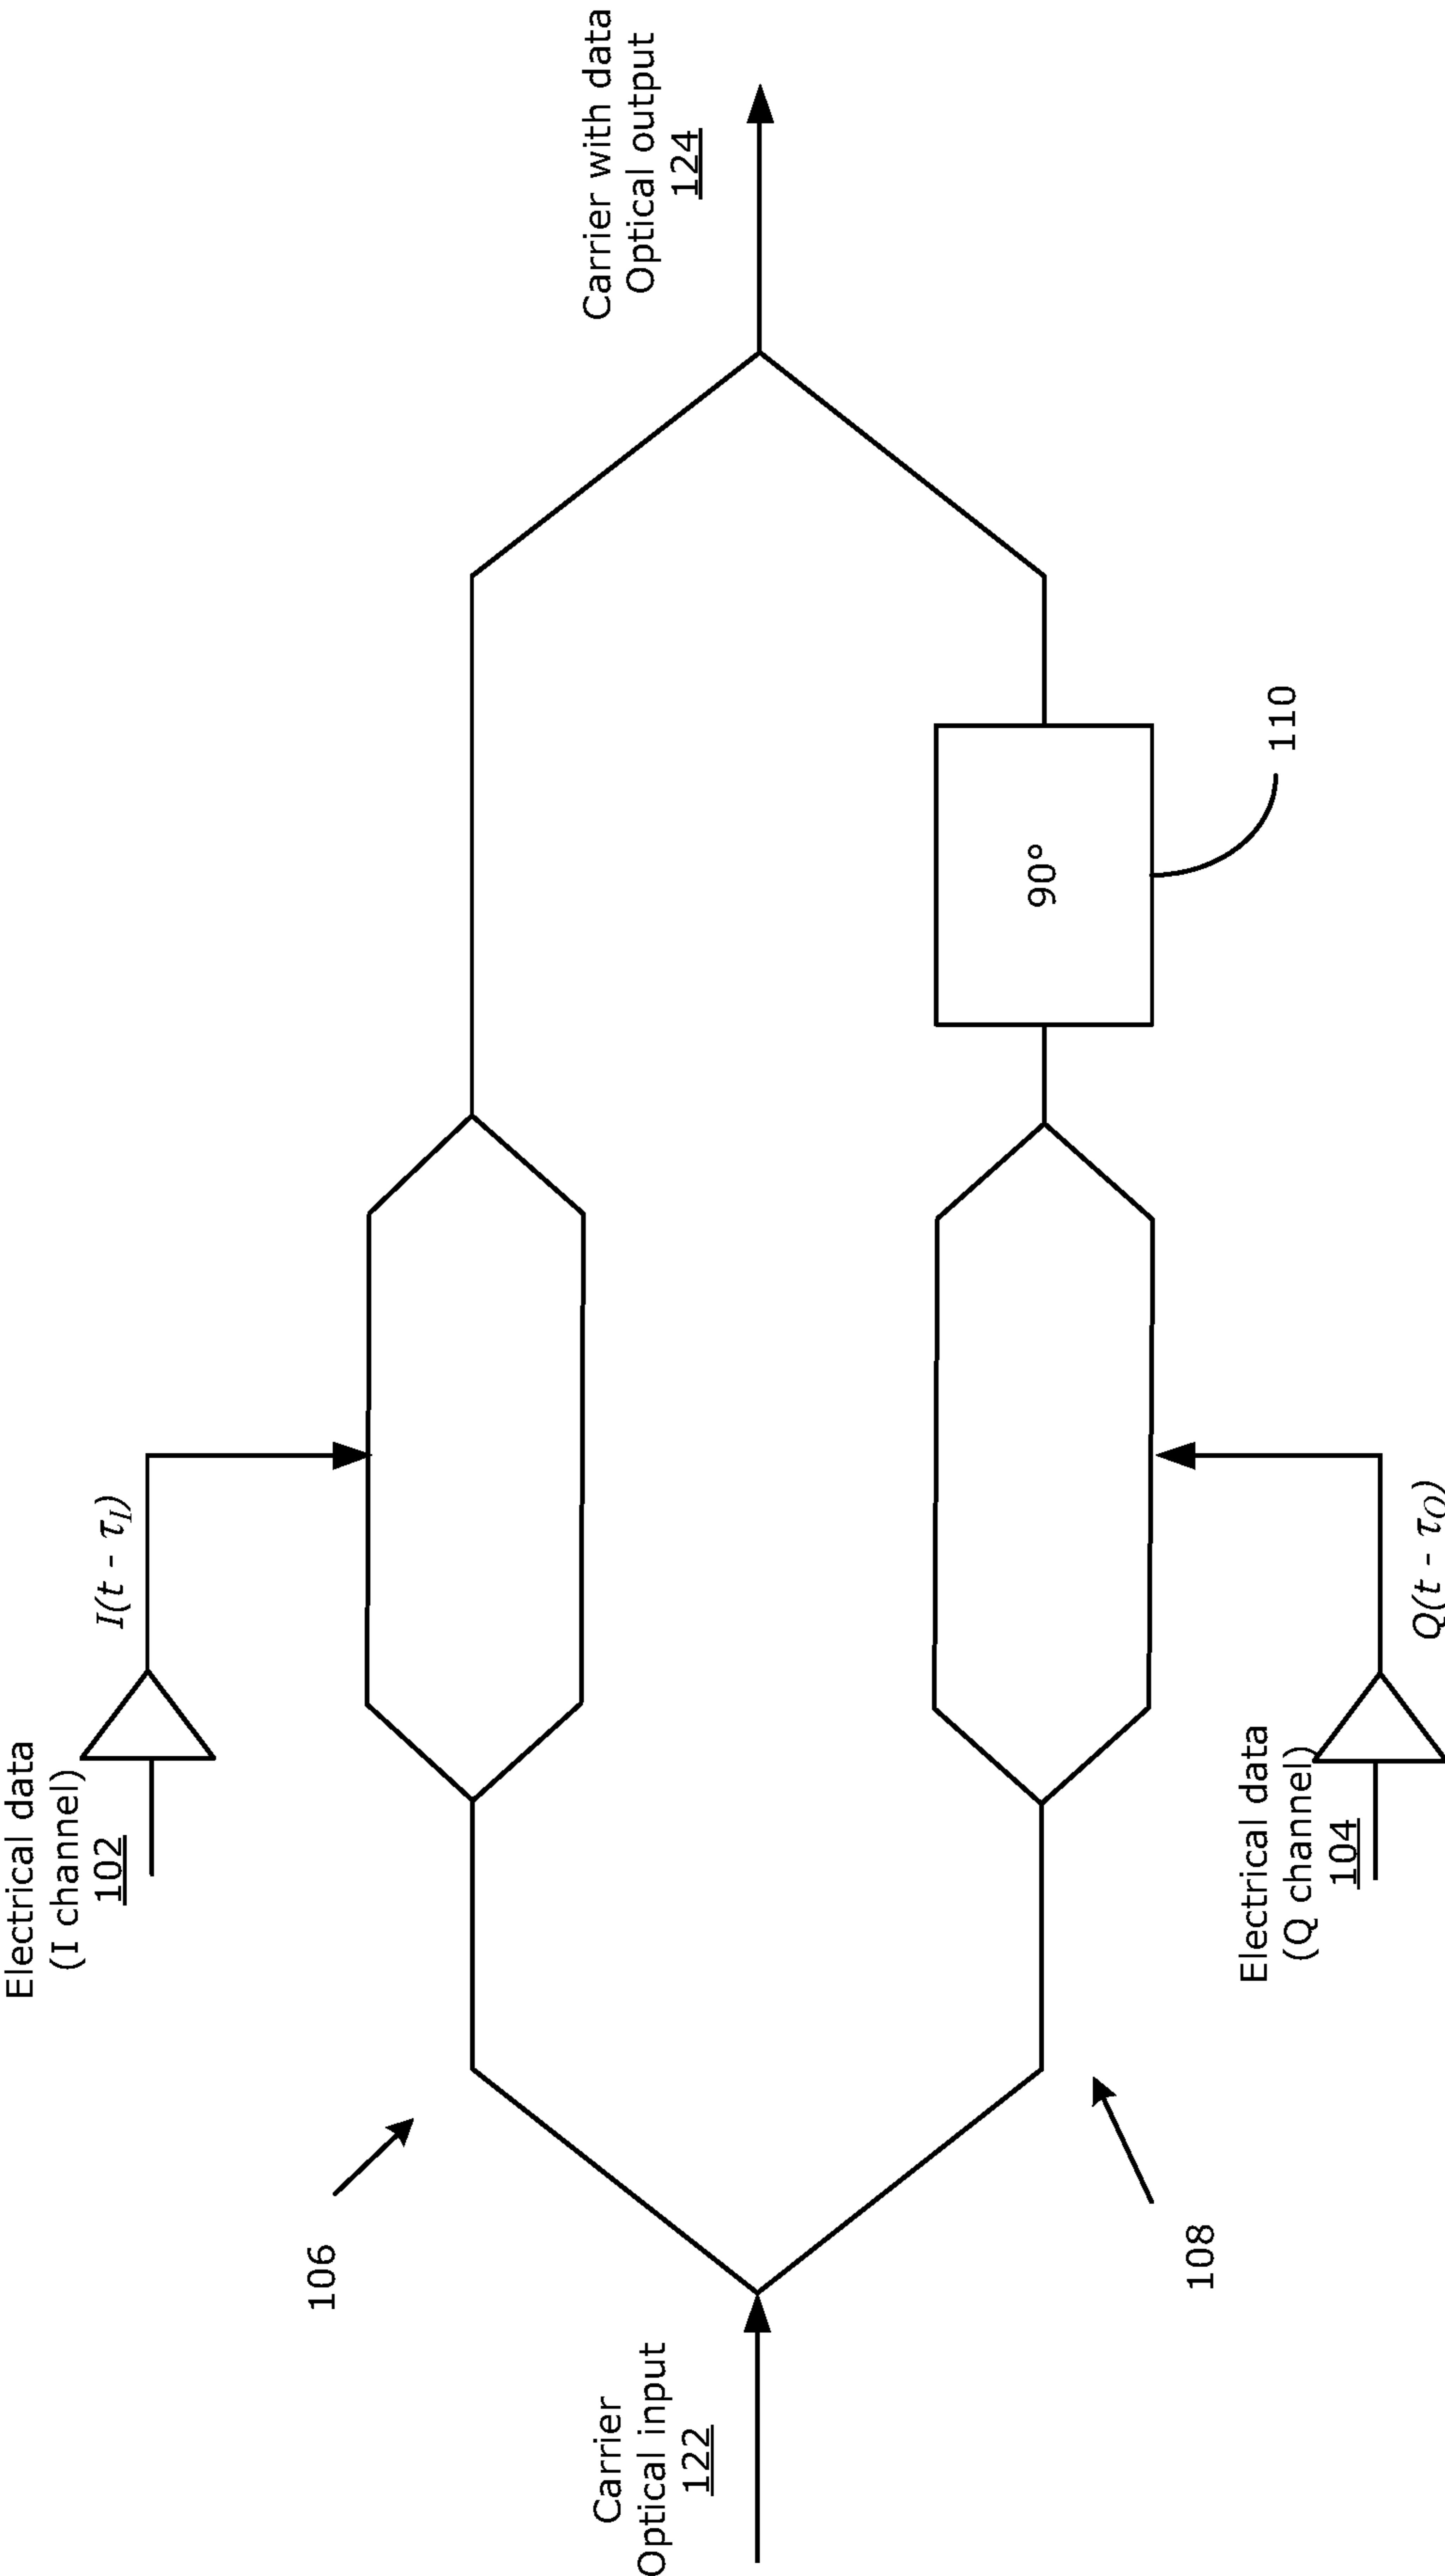 Electrical data
(I channel)
102
I(t - τI)
106
Carrier
Optical input
122
Carrier with data
Optical output
124
90°
110
108
Electrical data
(Q channel)
104
Q(t - τQ)